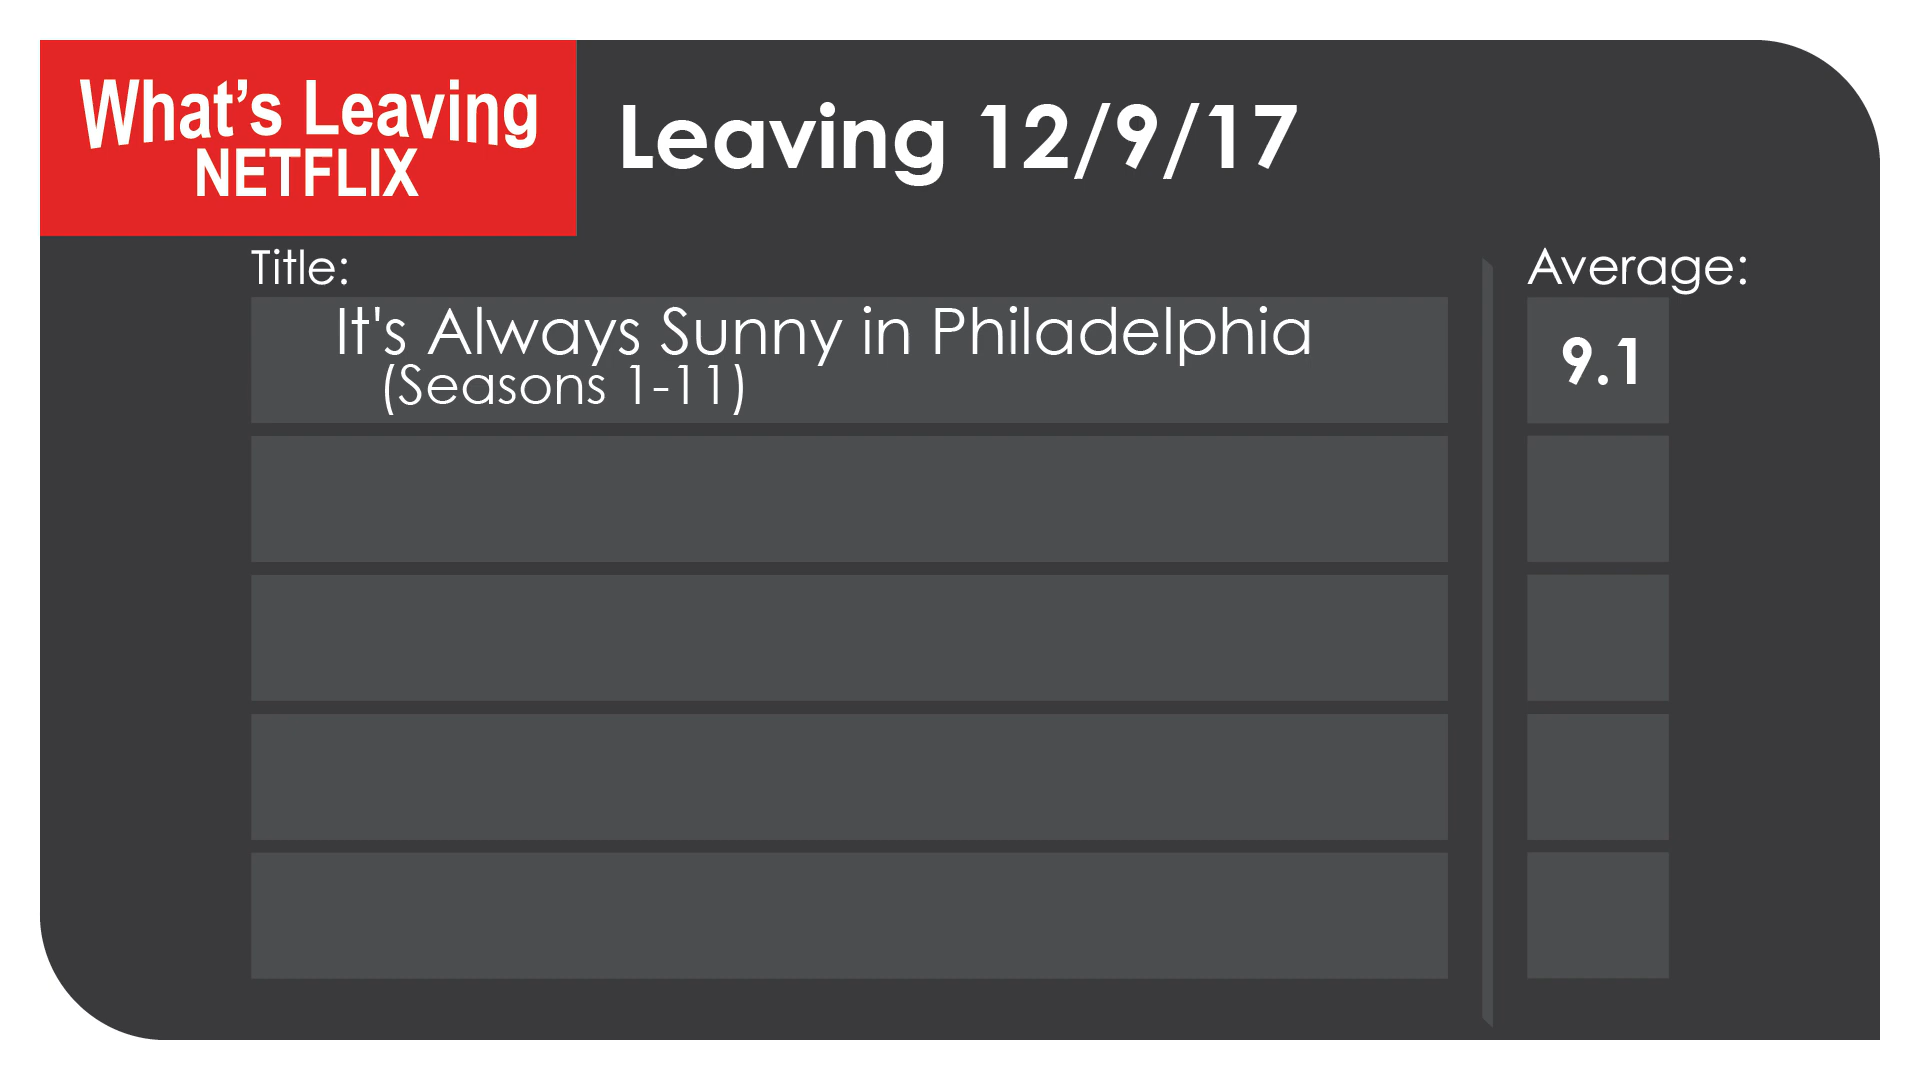 What's Leaving
NETFLIX
Leaving 12/9/17
Title:
Average:
It's Always Sunny in Philadelphia
(Seasons 1-11)
9.1